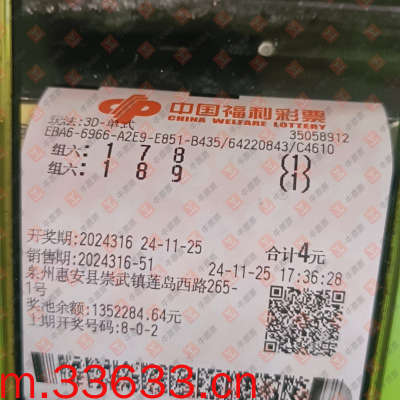 中国福利彩票
CHINA WELFARE LOTTERY
玩法:3D-单式 35058912
EBA6-6966-A2E9-E851-B435/64220843/C4610
组六: 1 7 8 (1)
组六: 1 8 9 (1)
开奖期:2024316 24-11-25 合计4元
销售期:2024316-51 24-11-25 17:36:28
泉州惠安县崇武镇莲岛西路265-
1号
奖池余额:1352284.64元
上期开奖号码:8-0-2
m.33633.cn